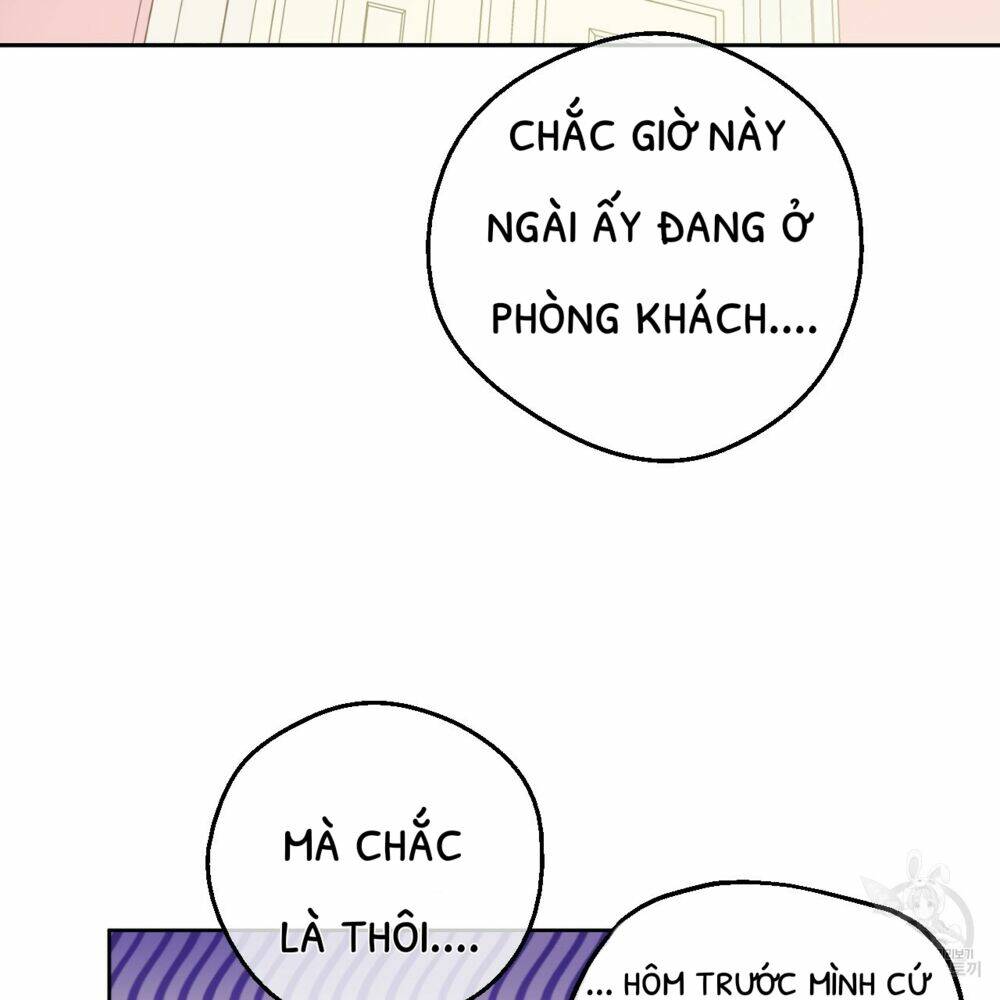 CHẮC GIỜ NÀY
NGÀI ẤY ĐANG Ở
PHÒNG KHÁCH....
MÀ CHẮC
LÀ THÔI....
... HÔM TRƯỚC MÌNH CỨ